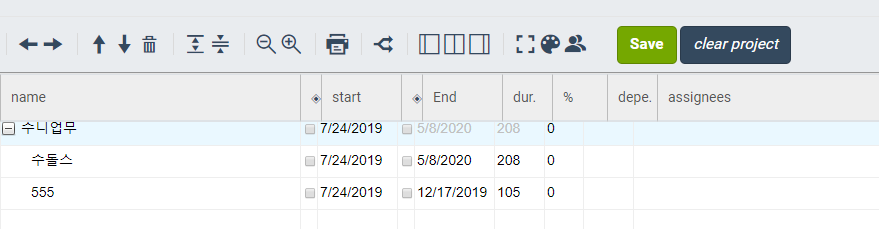 Save clear project
name start End dur. % depe. assignees
수니업무 7/24/2019 5/8/2020 208 0
수돌스 7/24/2019 5/8/2020 208 0
555 7/24/2019 12/17/2019 105 0